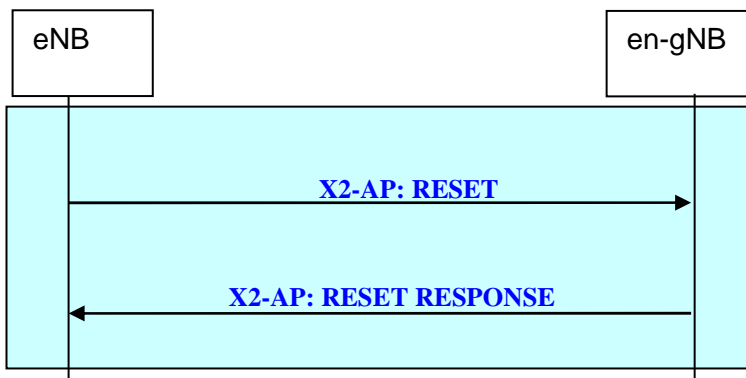 eNB
en-gNB
X2-AP: RESET
X2-AP: RESET RESPONSE